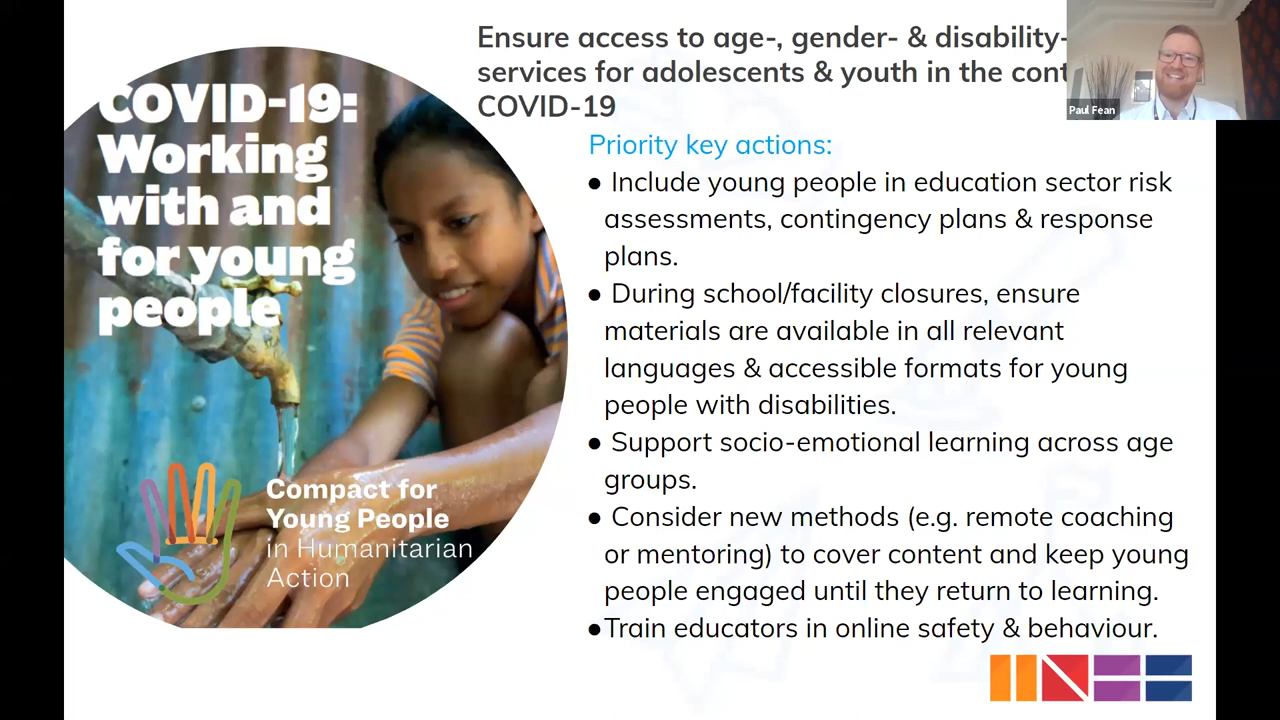 COVID-19:
Working
with and
for young
people
Compact for
Young People
in Humanitarian
Action
Ensure access to age-, gender- & disability-
services for adolescents & youth in the
COVID-19
Priority key actions:
● Include young people in education sector risk
assessments, contingency plans & response
plans.
● During school/facility closures, ensure
materials are available in all relevant
languages & accessible formats for young
people with disabilities.
● Support socio-emotional learning across age
groups.
● Consider new methods (e.g. remote coaching
or mentoring) to cover content and keep young
people engaged until they return to learning.
●Train educators in online safety & behaviour.
Paul Fean
INEE